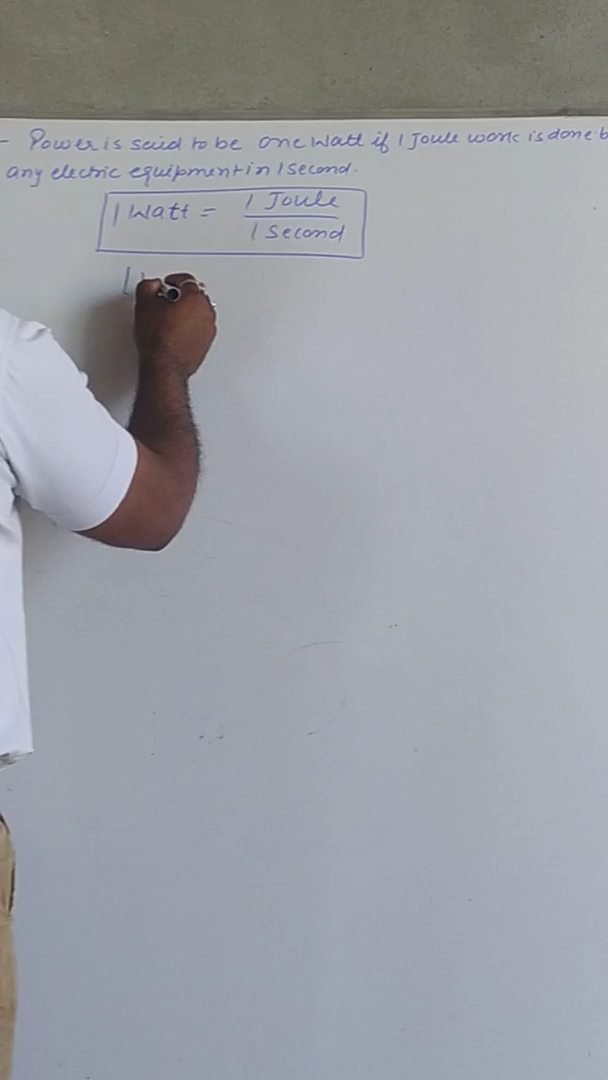 - Power is said to be one Watt if 1 Joule work is done b
any electric equipment in 1 second.
1 Watt = 1 Joule
1 Second
1